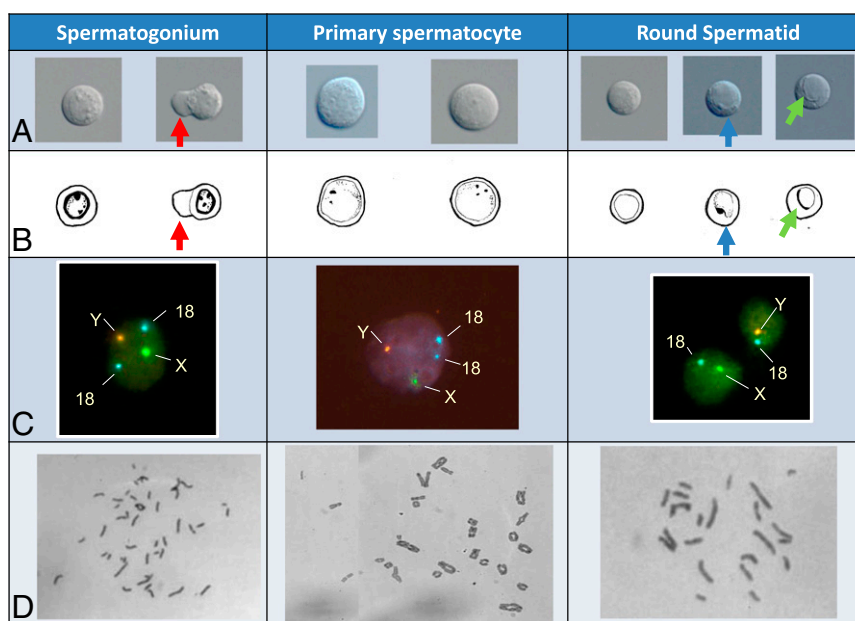 Spermatogonium Primary spermatocyte Round Spermatid
A
B
C
Y 18 X 18
Y 18 18 X
Y 18 18 X
D